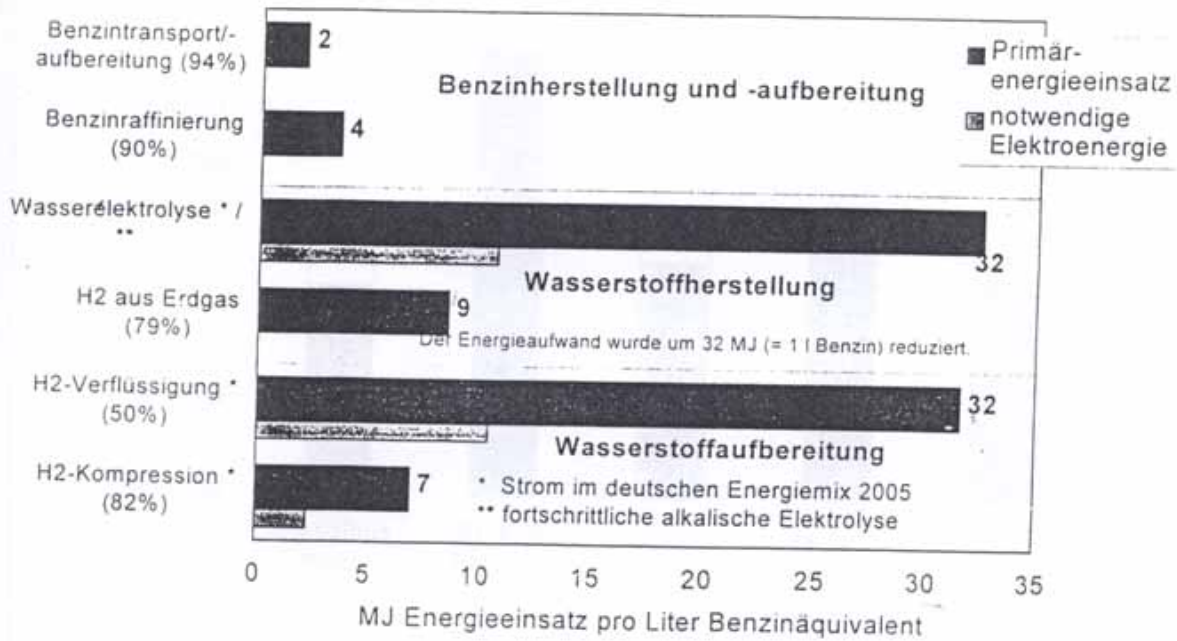 Benzintransport/-
aufbereitung (94%)
2
Benzinherstellung und -aufbereitung
Primär-
energieeinsatz
notwendige
Elektroenergie
Benzinraffinierung
(90%)
4
Wasserelektrolyse * /
**
32
Wasserstoffherstellung
H2 aus Erdgas
(79%)
9
Der Energieaufwand wurde um 32 MJ (= 1 l Benzin) reduziert.
H2-Verflüssigung *
(50%)
32
Wasserstoffaufbereitung
H2-Kompression *
(82%)
7
* Strom im deutschen Energiemix 2005
** fortschrittliche alkalische Elektrolyse
0 5 10 15 20 25 30 35
MJ Energieeinsatz pro Liter Benzinäquivalent